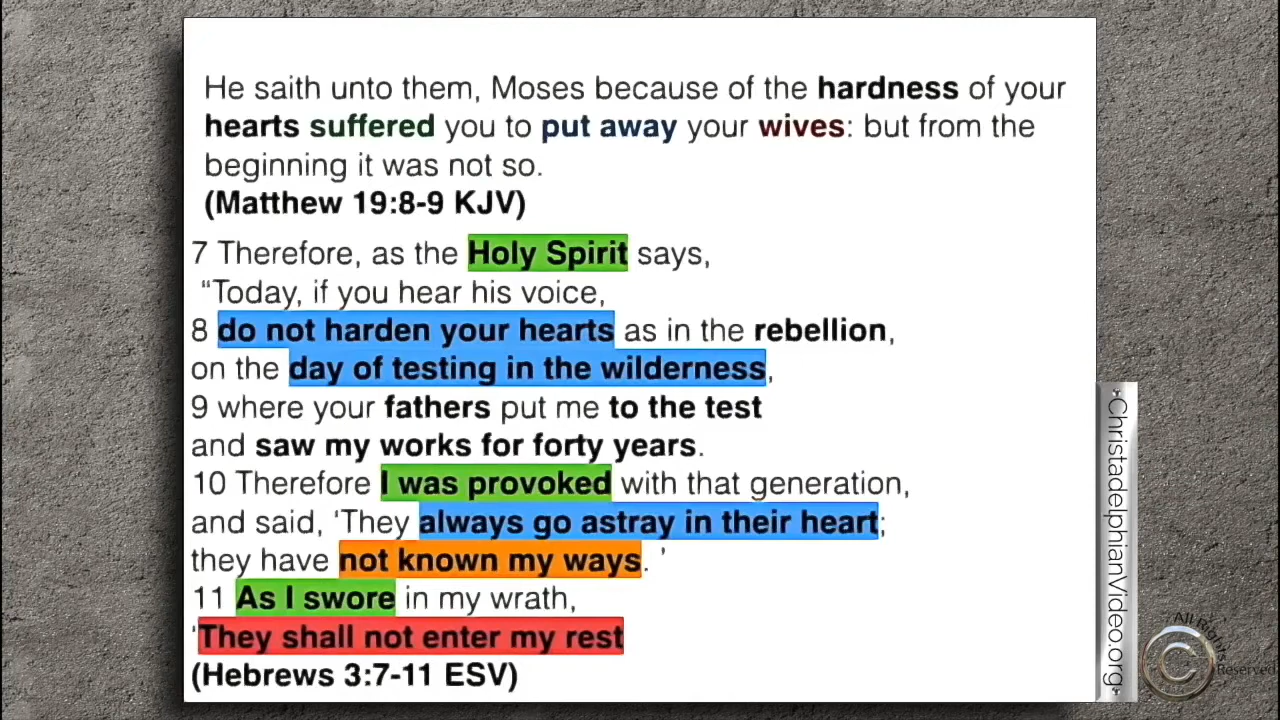 He saith unto them, Moses because of the hardness of your
hearts suffered you to put away your wives: but from the
beginning it was not so.
(Matthew 19:8-9 KJV)
7 Therefore, as the Holy Spirit says,
“Today, if you hear his voice,
8 do not harden your hearts as in the rebellion,
on the day of testing in the wilderness,
9 where your fathers put me to the test
and saw my works for forty years.
10 Therefore I was provoked with that generation,
and said, 'They always go astray in their heart;
they have not known my ways. '
11 As I swore in my wrath,
'They shall not enter my rest
(Hebrews 3:7-11 ESV)
ChristadelphianVideo.org
All Rights
C
Reserved